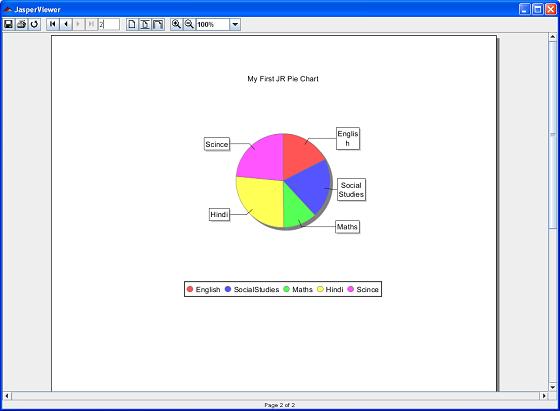 JasperViewer
2
100%
My First JR Pie Chart
Englis
h
Scince
Social
Studies
Hindi
Maths
English SocialStudies Maths Hindi Scince
Page 2 of 2